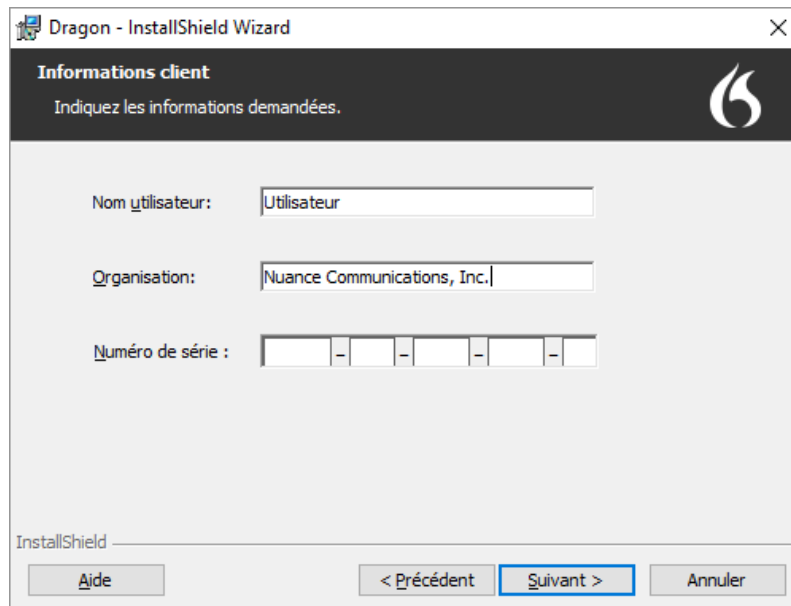 Dragon - InstallShield Wizard
Informations client
Indiquez les informations demandées.
Nom utilisateur: Utilisateur
Organisation: Nuance Communications, Inc.
Numéro de série : - - - -
InstallShield
Aide < Précédent Suivant > Annuler